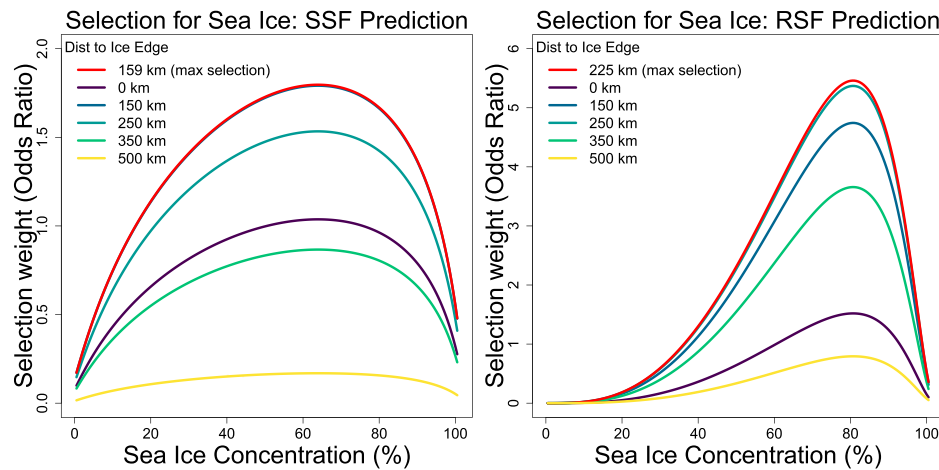 Selection for Sea Ice: SSF Prediction
Dist to Ice Edge
159 km (max selection)
0 km
150 km
250 km
350 km
500 km
Selection weight (Odds Ratio)
2.0
1.5
1.0
0.5
0.0
0 20 40 60 80 100
Sea Ice Concentration (%)
Selection for Sea Ice: RSF Prediction
Dist to Ice Edge
225 km (max selection)
0 km
150 km
250 km
350 km
500 km
Selection weight (Odds Ratio)
6
5
4
3
2
1
0
0 20 40 60 80 100
Sea Ice Concentration (%)